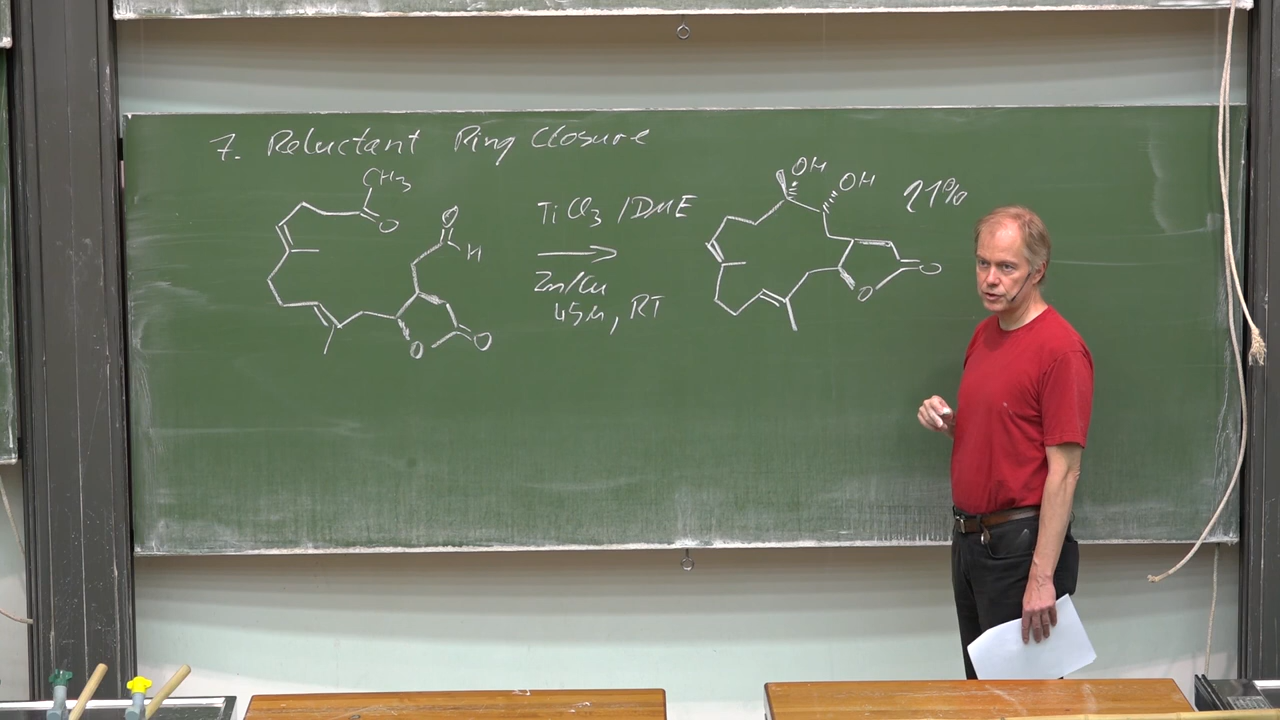 7. Reluctant Ring Closure
CH3
O
O
H
O
O
TiCl3 /DME
Zn/Cu
45h, RT
OH
OH
O
O
21%